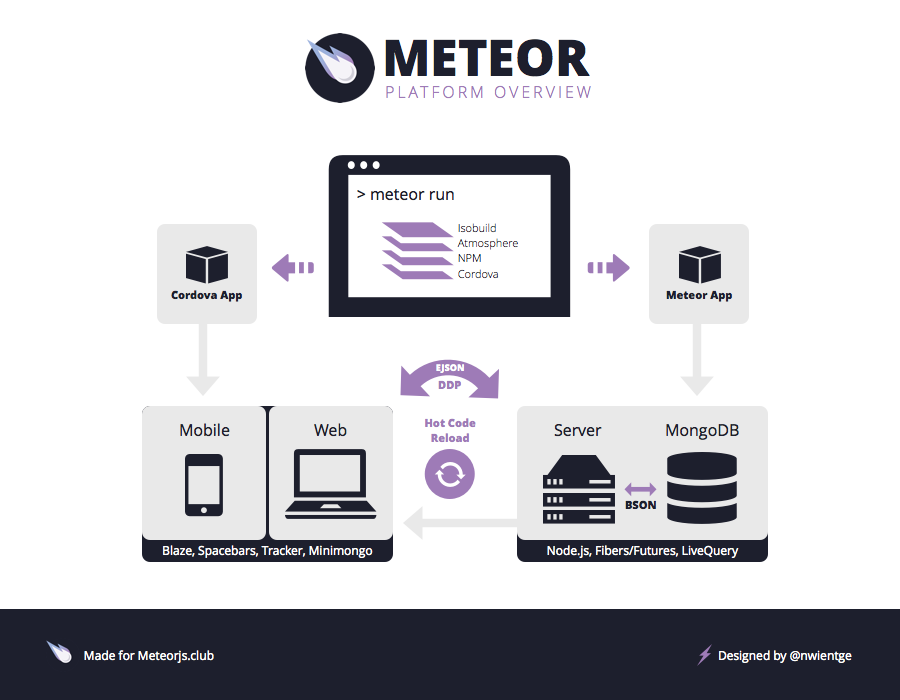 METEOR
PLATFORM OVERVIEW
> meteor run
Isobuild
Atmosphere
NPM
Cordova
Cordova App
Meteor App
EJSON
DDP
Hot Code
Reload
Mobile
Web
Blaze, Spacebars, Tracker, Minimongo
Server
MongoDB
BSON
Node.js, Fibers/Futures, LiveQuery
Made for Meteorjs.club
Designed by @nwientge